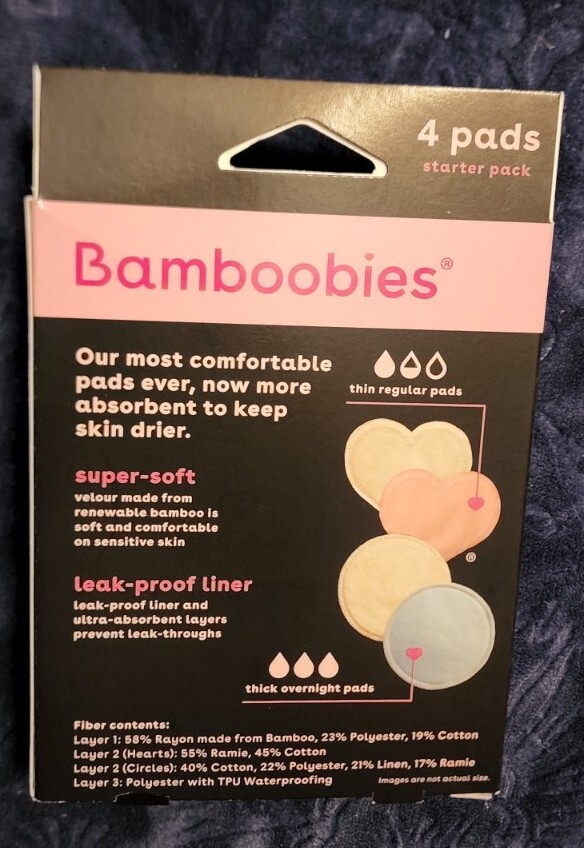 4 pads
starter pack
Bamboobies®
Our most comfortable
pads ever, now more
absorbent to keep
skin drier.
thin regular pads
super-soft
velour made from
renewable bamboo is
soft and comfortable
on sensitive skin
®
leak-proof liner
leak-proof liner and
ultra-absorbent layers
prevent leak-throughs
thick overnight pads
Fiber contents:
Layer 1: 58% Rayon made from Bamboo, 23% Polyester, 19% Cotton
Layer 2 (Hearts): 55% Ramie, 45% Cotton
Layer 2 (Circles): 40% Cotton, 22% Polyester, 21% Linen, 17% Ramie
Layer 3: Polyester with TPU Waterproofing
Images are not actual size.